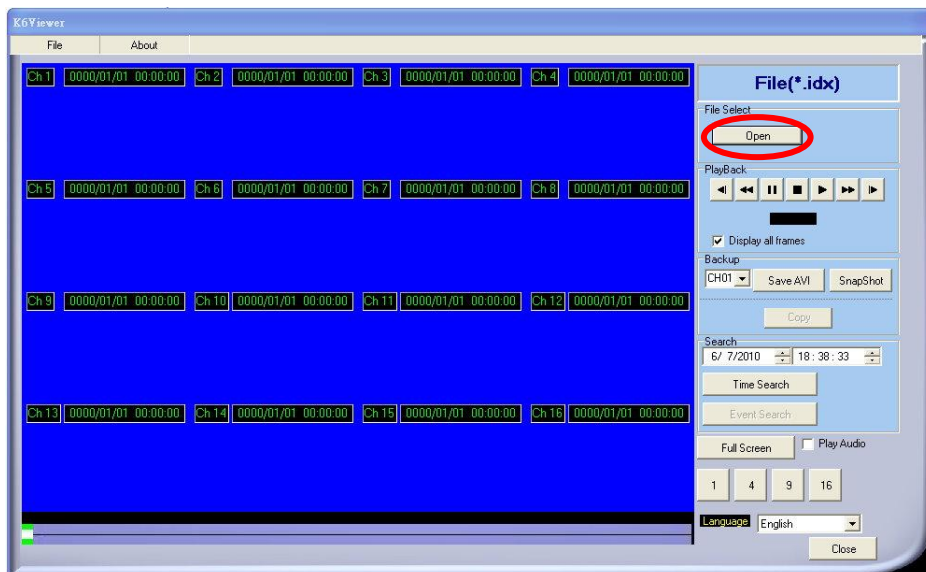 K6Viewer
File About
Ch 1 0000/01/01 00:00:00 Ch 2 0000/01/01 00:00:00 Ch 3 0000/01/01 00:00:00 Ch 4 0000/01/01 00:00:00
Ch 5 0000/01/01 00:00:00 Ch 6 0000/01/01 00:00:00 Ch 7 0000/01/01 00:00:00 Ch 8 0000/01/01 00:00:00
Ch 9 0000/01/01 00:00:00 Ch 10 0000/01/01 00:00:00 Ch 11 0000/01/01 00:00:00 Ch 12 0000/01/01 00:00:00
Ch 13 0000/01/01 00:00:00 Ch 14 0000/01/01 00:00:00 Ch 15 0000/01/01 00:00:00 Ch 16 0000/01/01 00:00:00
File(*.idx)
File Select
Open
PlayBack
Display all frames
Backup
CH01 Save AVI SnapShot
Copy
Search
6/ 7/2010 18:38:33
Time Search
Event Search
Full Screen Play Audio
1 4 9 16
Language English
Close